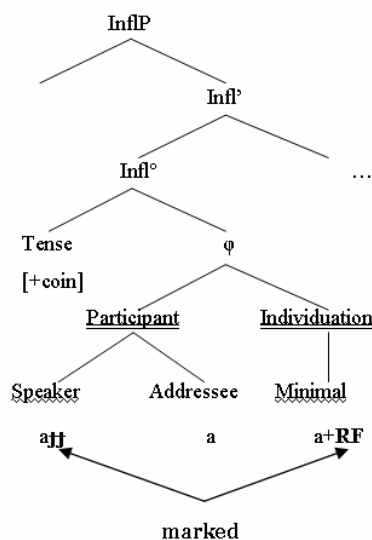 InflP
Infl’
Infl° …
Tense φ
[+coin]
Participant Individuation
Speaker Addressee Minimal
aɟɟ a a+RF
marked